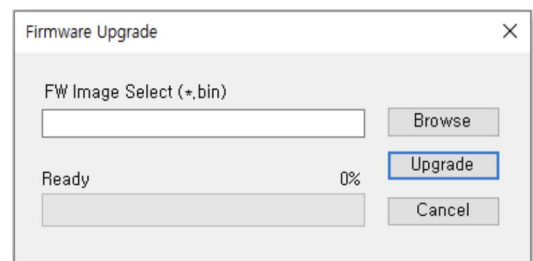 Firmware Upgrade
FW Image Select (*.bin)
Browse
Upgrade
Ready 0%
Cancel